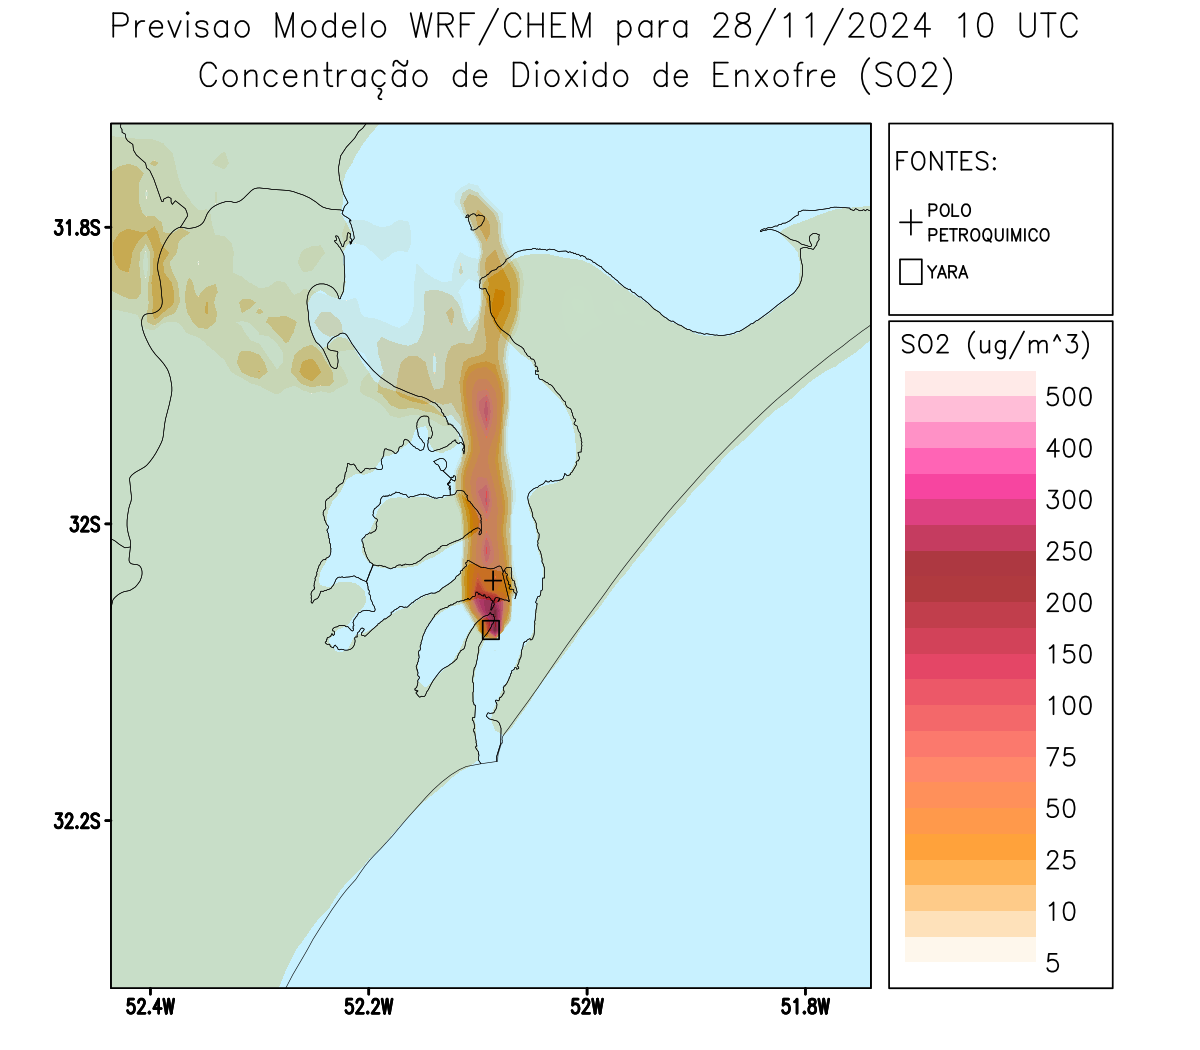 Previsao Modelo WRF/CHEM para 28/11/2024 10 UTC
Concentração de Dioxido de Enxofre (SO2)
FONTES:
POLO
PETROQUIMICO
YARA
SO2 (ug/m^3)
500
400
300
250
200
150
100
75
50
25
10
5
31.8S
32S
32.2S
52.4W
52.2W
52W
51.8W